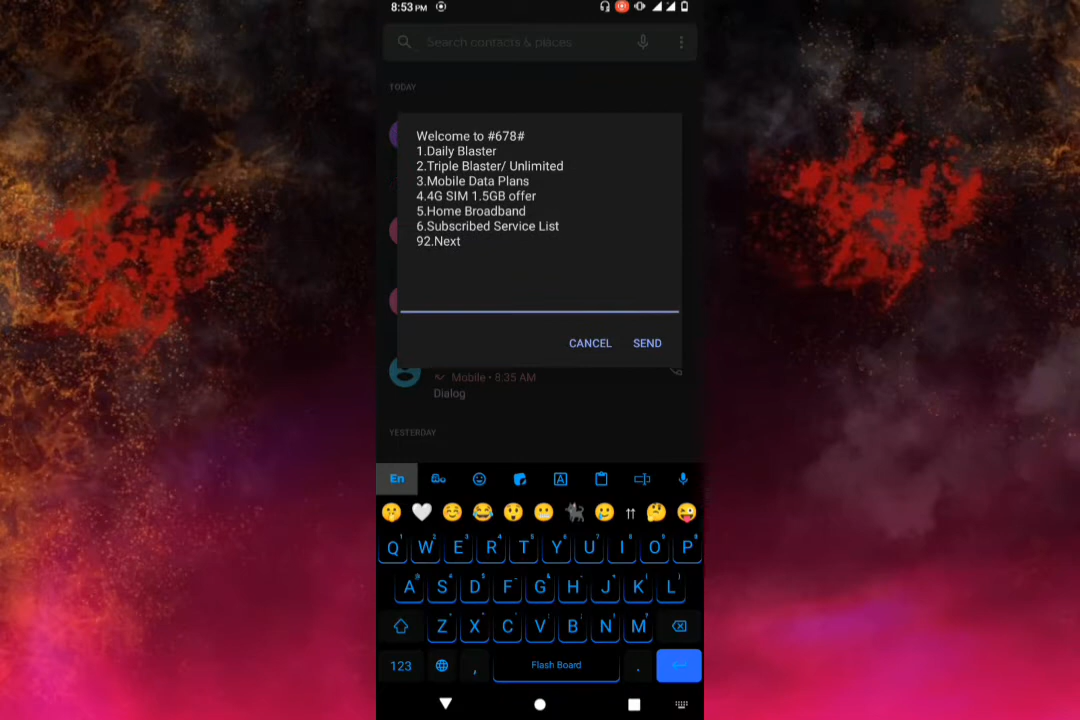 8:53 PM
Search contacts & places
TODAY
Welcome to #678#
1.Daily Blaster
2.Triple Blaster/ Unlimited
3.Mobile Data Plans
4.4G SIM 1.5GB offer
5.Home Broadband
6.Subscribed Service List
92.Next
CANCEL SEND
Mobile • 8:35 AM
Dialog
YESTERDAY
En
Q W E R T Y U I O P
A S D F G H J K L
Z X C V B N M
123 , Flash Board .